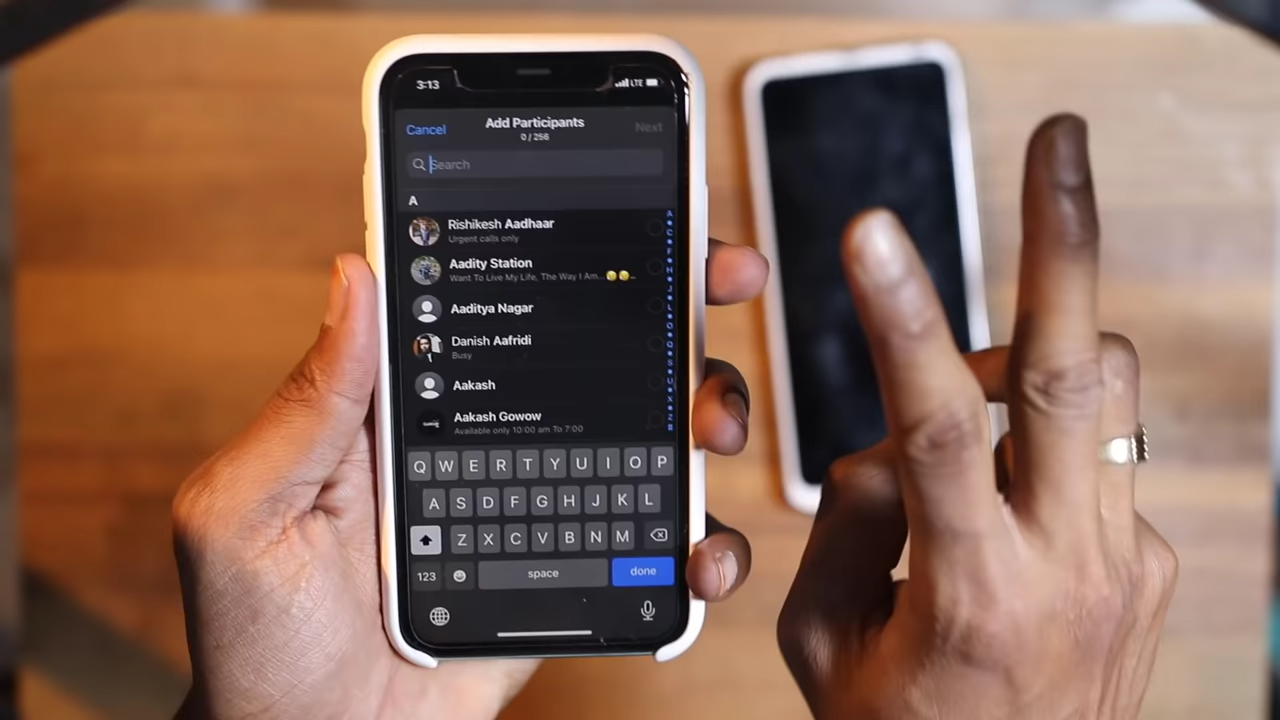 3:13
LTE
Cancel
Add Participants
Next
0 / 256
Search
A
Rishikesh Aadhaar
Urgent calls only
Aadity Station
Want To Live My Life, The Way I Am...
Aaditya Nagar
Danish Aafridi
Busy
Aakash
Aakash Gowow
Available only 10:00 am To 7:00
Q W E R T Y U I O P
A S D F G H J K L
Z X C V B N M
123
space
done